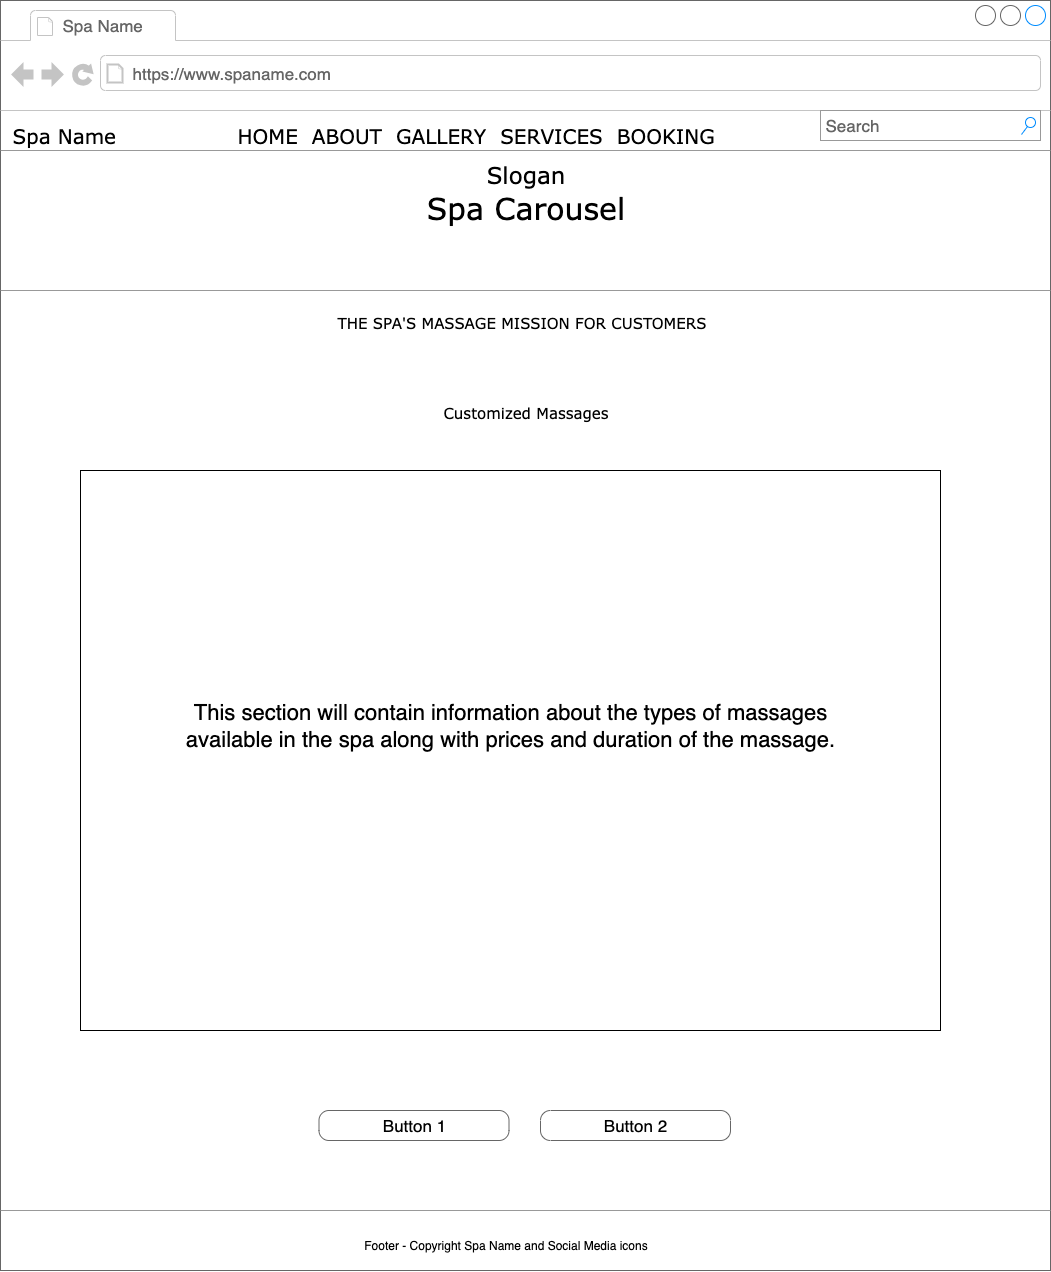 Spa Name
https://www.spaname.com
Spa Name HOME ABOUT GALLERY SERVICES BOOKING Search
Slogan
Spa Carousel
THE SPA'S MASSAGE MISSION FOR CUSTOMERS
Customized Massages
This section will contain information about the types of massages
available in the spa along with prices and duration of the massage.
Button 1 Button 2
Footer - Copyright Spa Name and Social Media icons